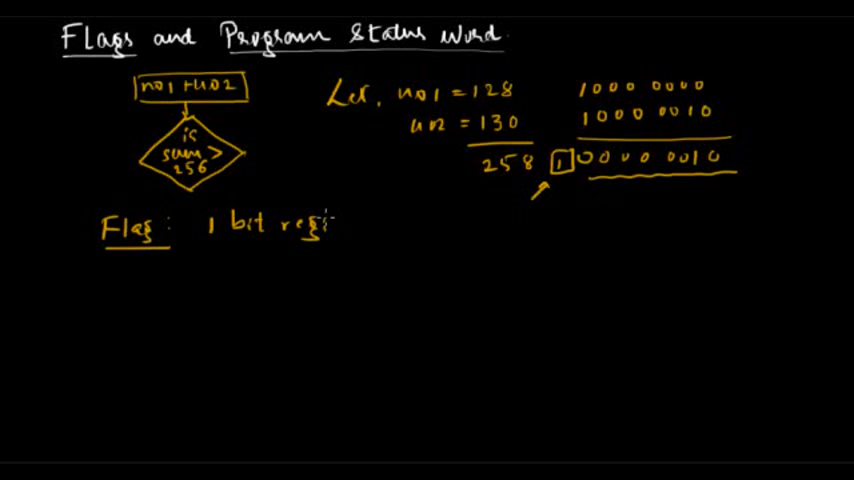 Flags and Program Status Word.
no1 + no2
is
sum >
256
Let, no1 = 128
no2 = 130
258
1000 0000
1000 0010
1 0000 0010
Flag: 1 bit regi